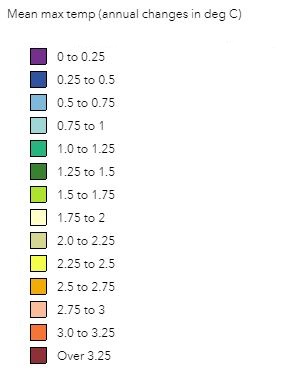 Mean max temp (annual changes in deg C)
0 to 0.25
0.25 to 0.5
0.5 to 0.75
0.75 to 1
1.0 to 1.25
1.25 to 1.5
1.5 to 1.75
1.75 to 2
2.0 to 2.25
2.25 to 2.5
2.5 to 2.75
2.75 to 3
3.0 to 3.25
Over 3.25